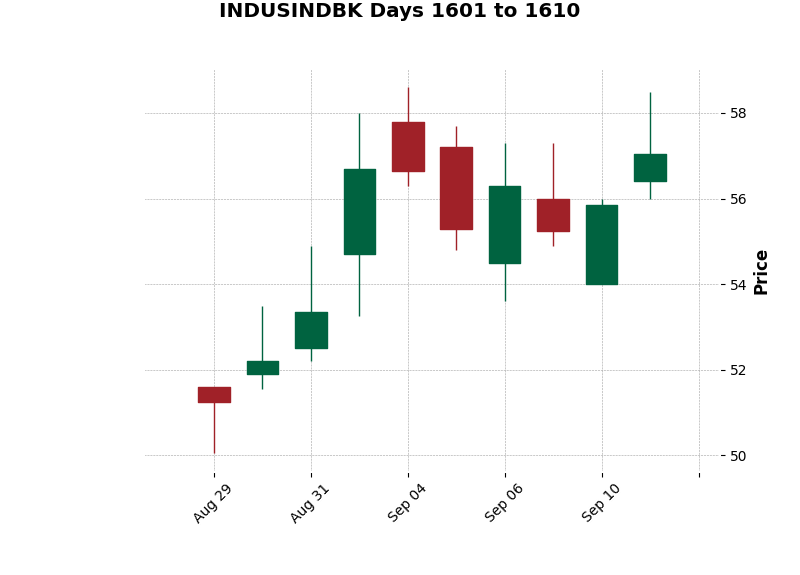 INDUSINDBK Days 1601 to 1610
58
56
54
52
50
Price
Aug 29
Aug 31
Sep 04
Sep 06
Sep 10